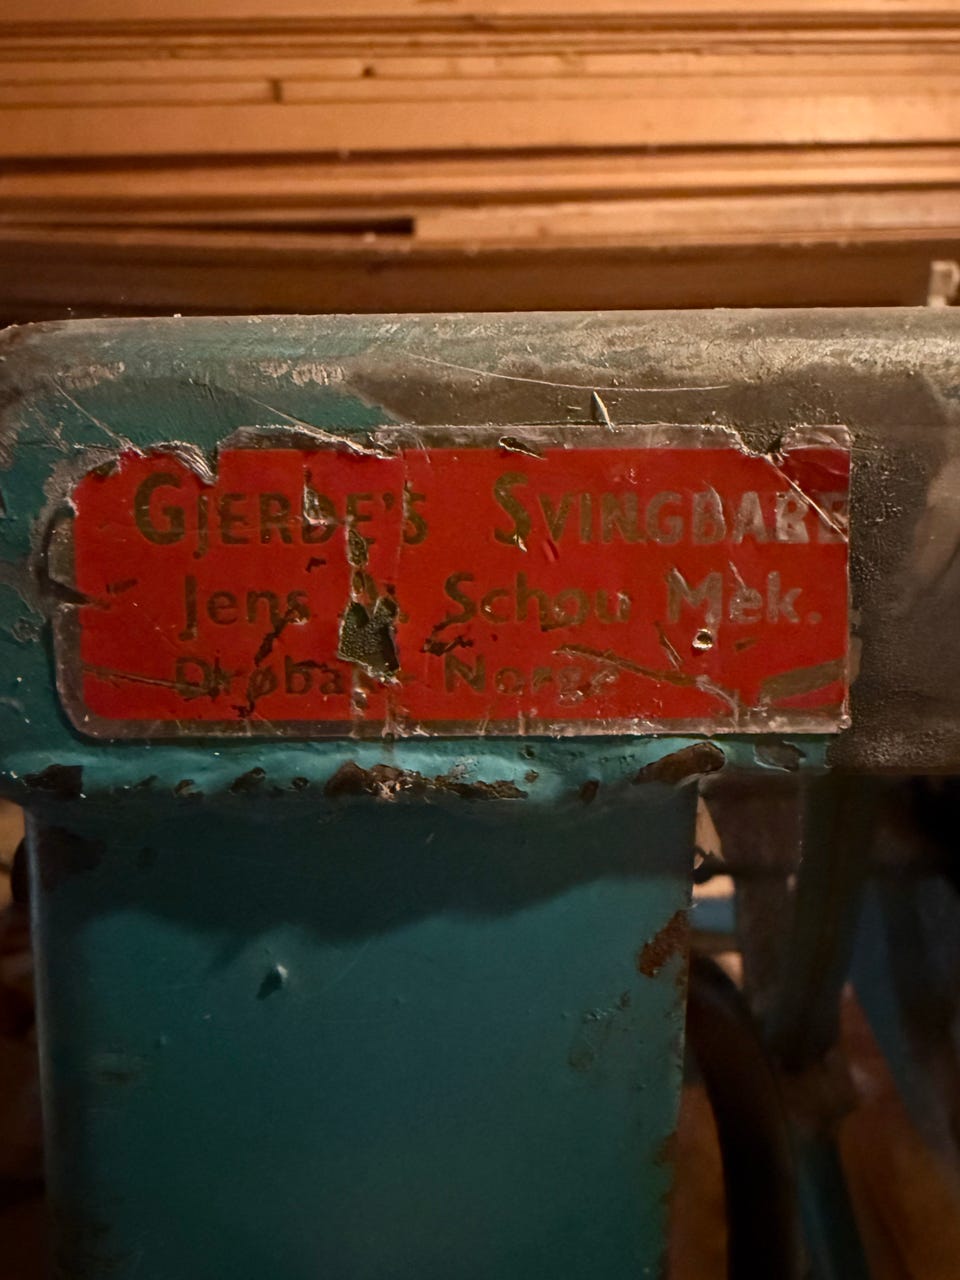 GJERDE'S SVINGBARE
Jens Schou Mek.
Drøbak - Norge